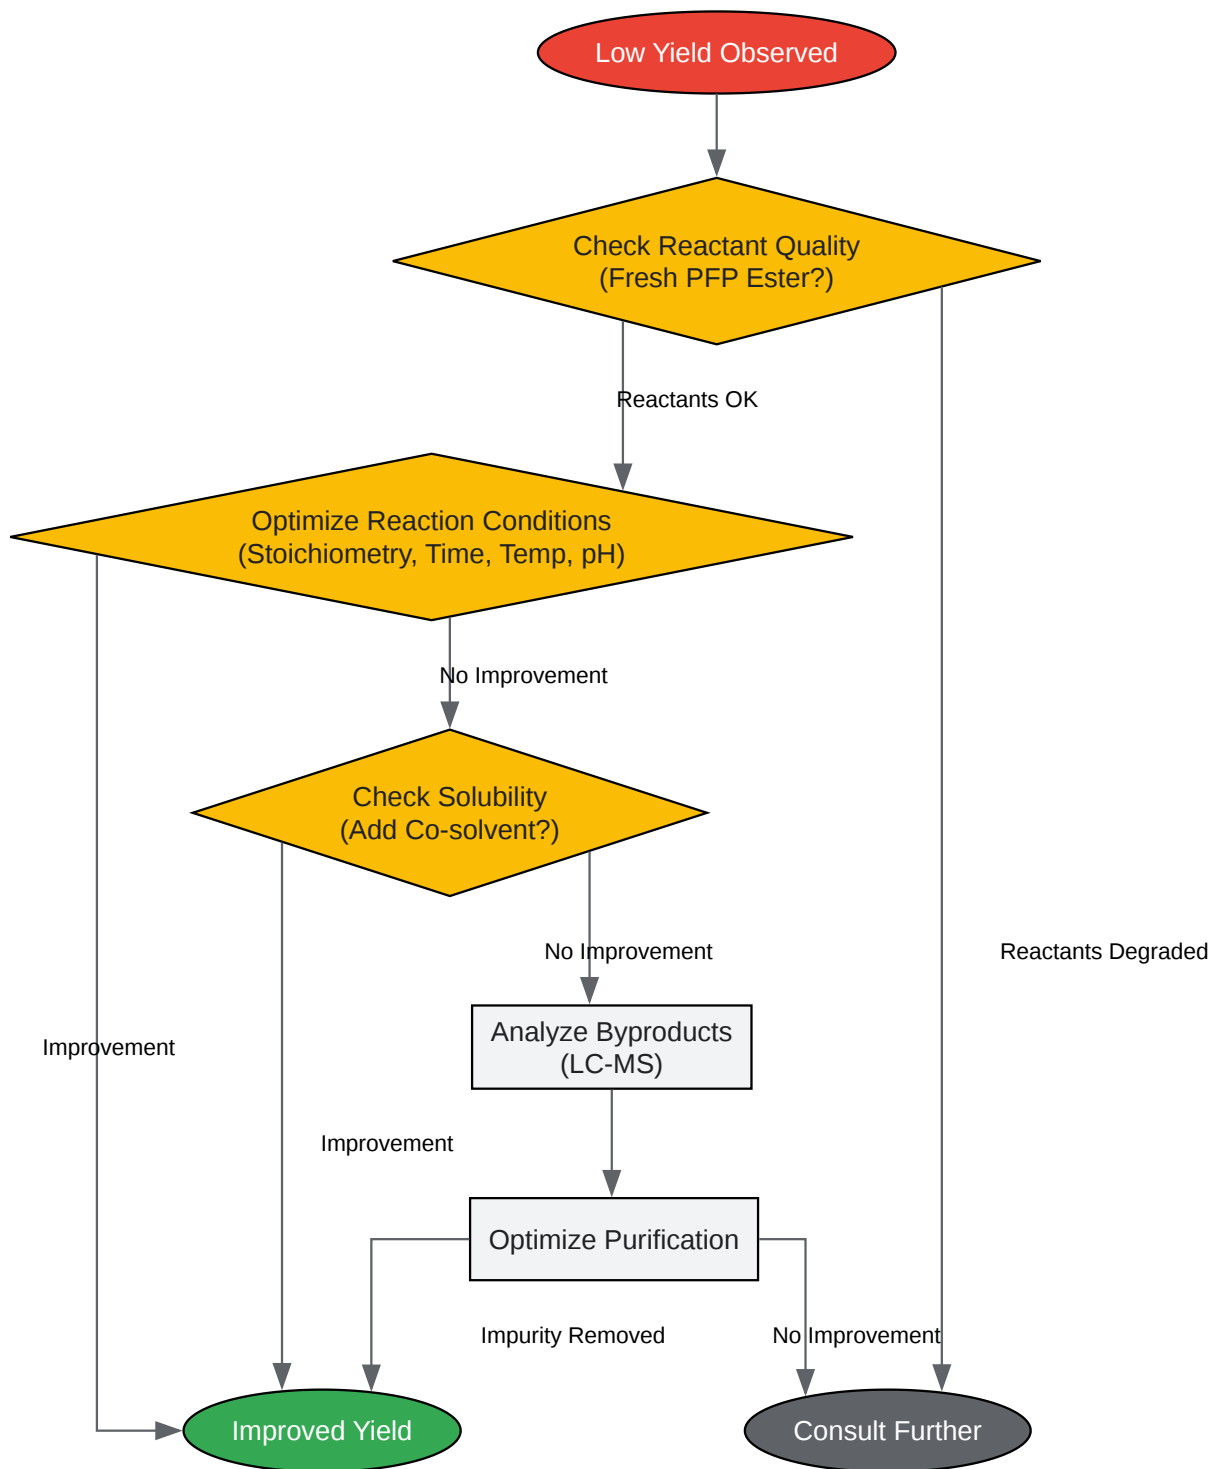 Low Yield Observed
Check Reactant Quality
(Fresh PFP Ester?)
Reactants OK
Optimize Reaction Conditions
(Stoichiometry, Time, Temp, pH)
No Improvement
Check Solubility
(Add Co-solvent?)
No Improvement
Reactants Degraded
Analyze Byproducts
(LC-MS)
Improvement
Improvement
Optimize Purification
Impurity Removed
No Improvement
Improved Yield
Consult Further